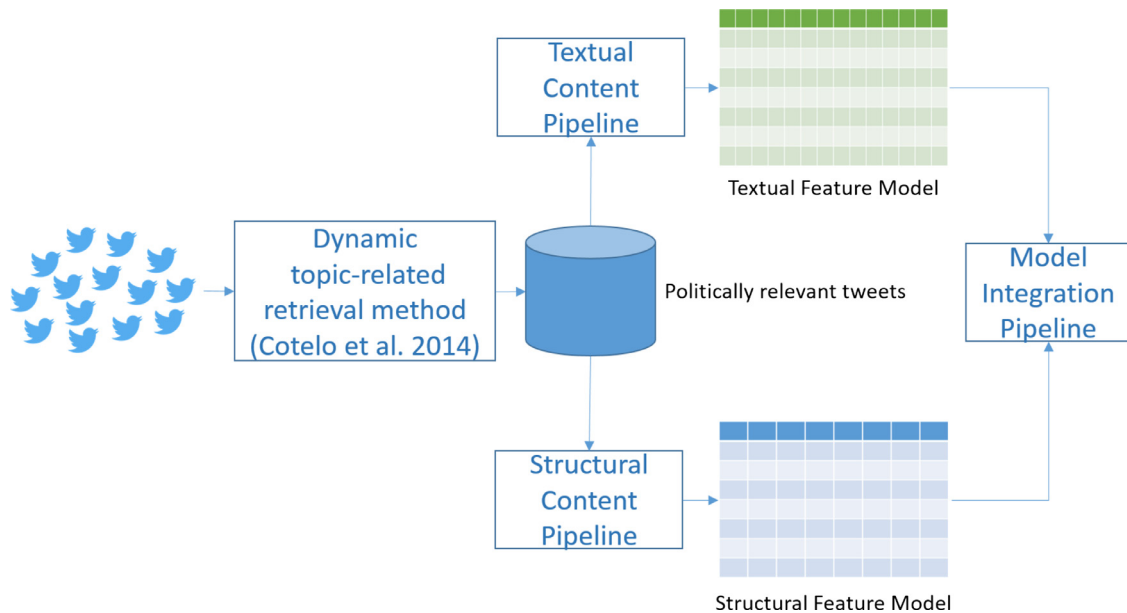 Textual
Content
Pipeline
Textual Feature Model
Dynamic
topic-related
retrieval method
(Cotelo et al. 2014)
Politically relevant tweets
Model
Integration
Pipeline
Structural
Content
Pipeline
Structural Feature Model